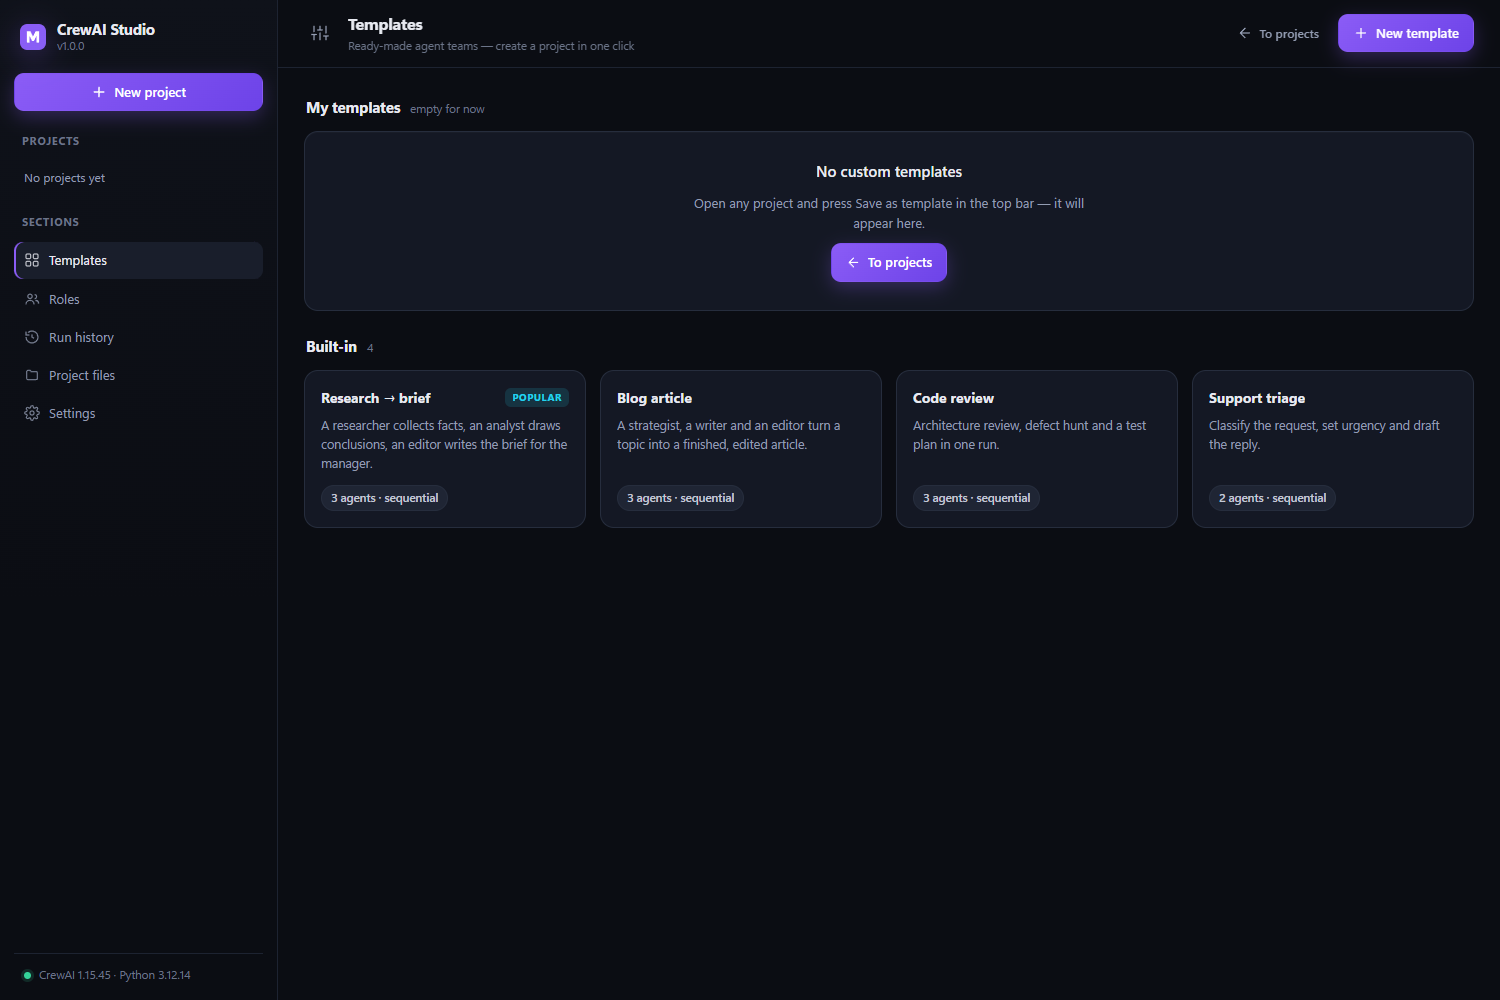 M
CrewAI Studio
v1.0.0
New project
PROJECTS
No projects yet
SECTIONS
Templates
Roles
Run history
Project files
Settings
CrewAI 1.15.45 · Python 3.12.14
Templates
Ready-made agent teams — create a project in one click
To projects
New template
My templates empty for now
No custom templates
Open any project and press Save as template in the top bar — it will
appear here.
To projects
Built-in 4
Research → brief POPULAR
A researcher collects facts, an analyst draws
conclusions, an editor writes the brief for the
manager.
3 agents · sequential
Blog article
A strategist, a writer and an editor turn a
topic into a finished, edited article.
3 agents · sequential
Code review
Architecture review, defect hunt and a test
plan in one run.
3 agents · sequential
Support triage
Classify the request, set urgency and draft
the reply.
2 agents · sequential